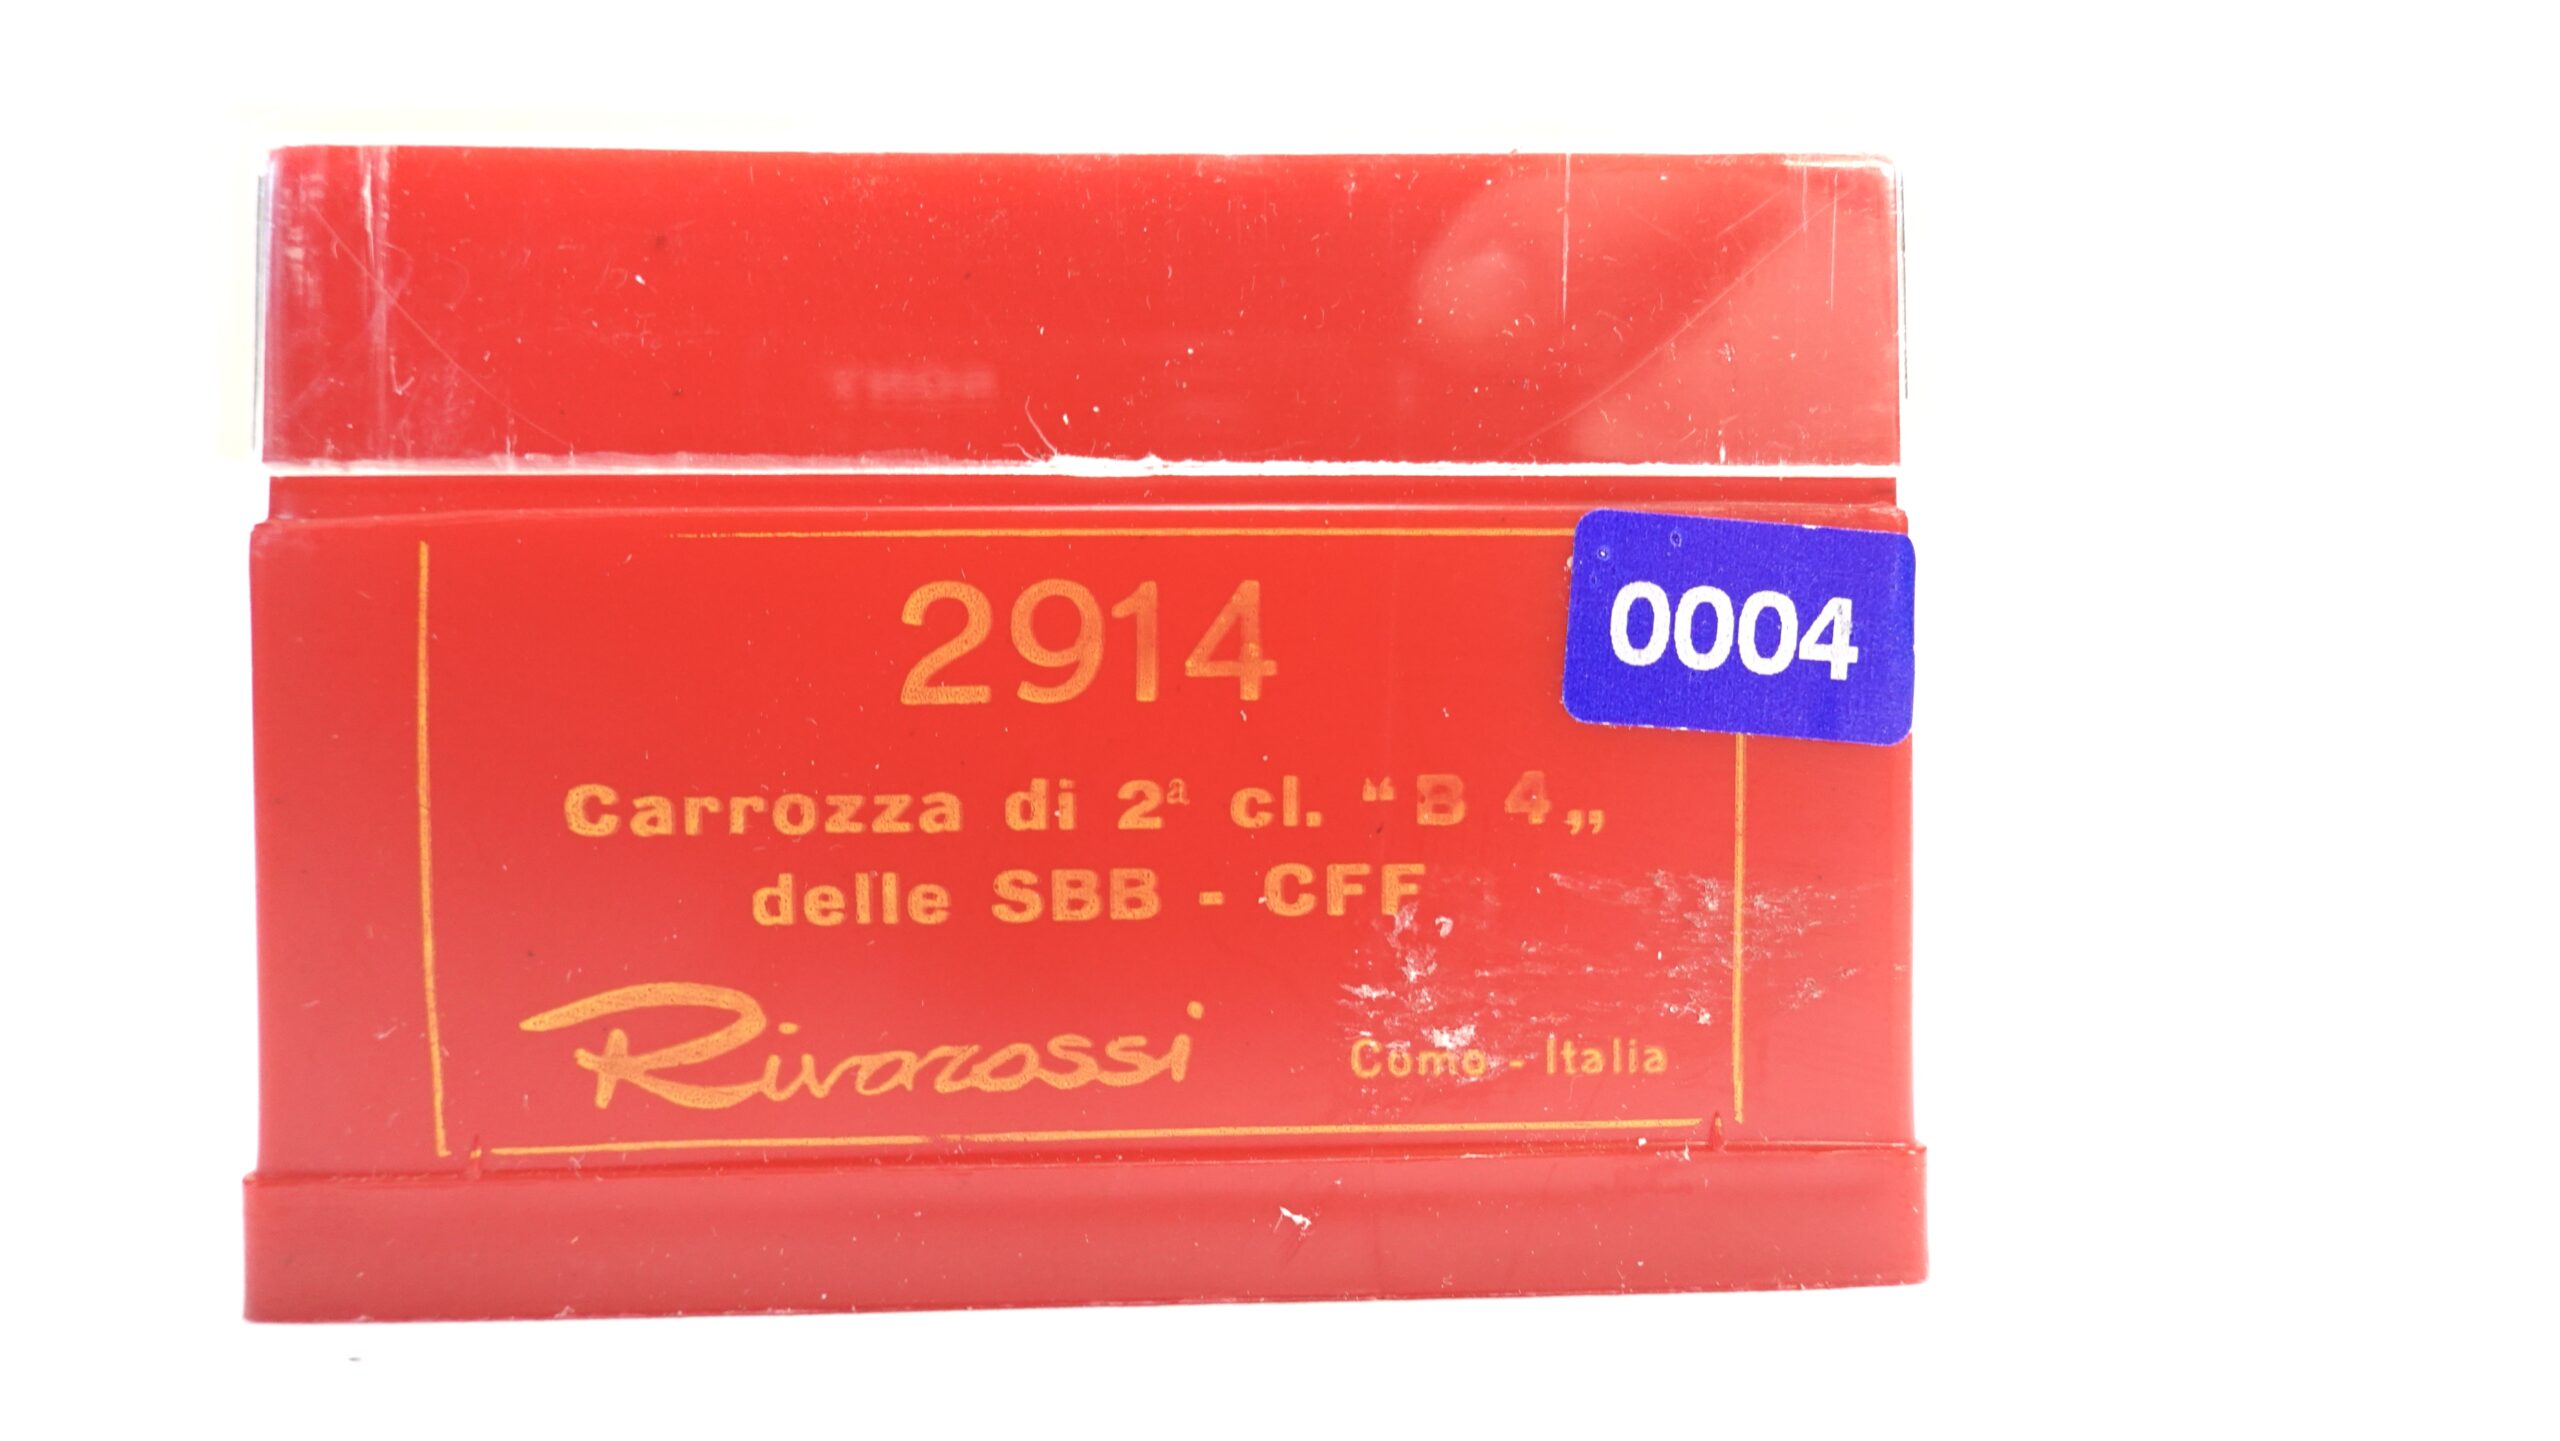 2914
0004
Carrozza di 2ª cl. “B 4„
delle SBB - CFF
Rivarossi
Como - Italia